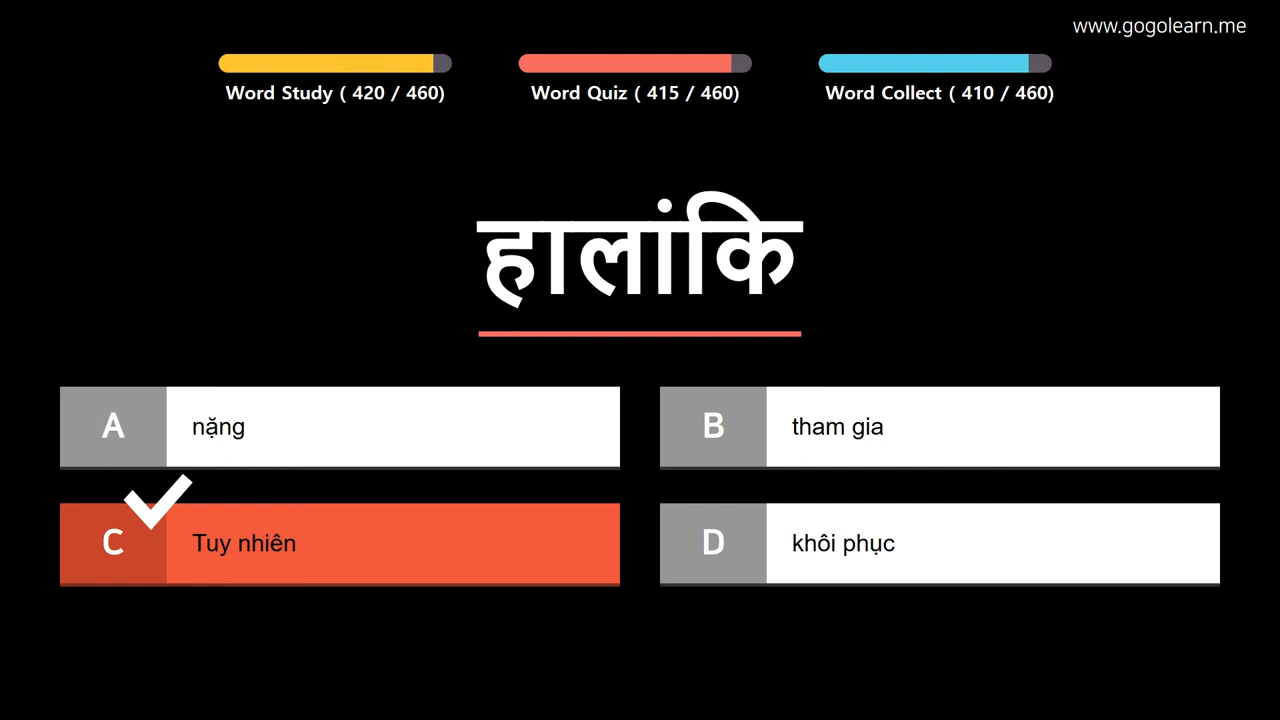 www.gogolearn.me
Word Study ( 420 / 460)
Word Quiz ( 415 / 460)
Word Collect ( 410 / 460)
हालांकि
A
nặng
B
tham gia
C
Tuy nhiên
D
khôi phục